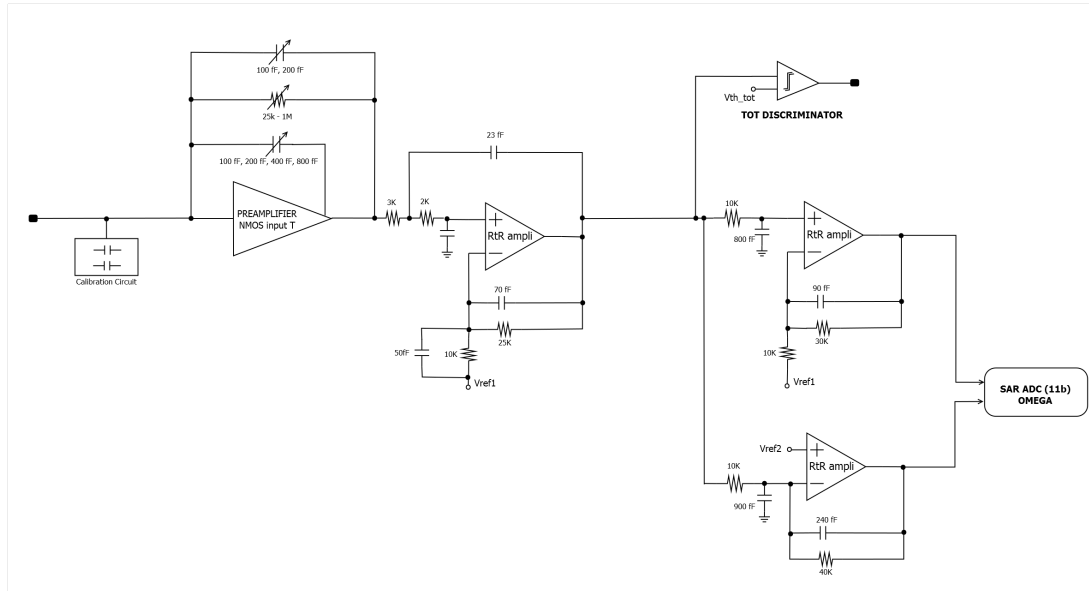 100 fF, 200 fF
25k - 1M
100 fF, 200 fF, 400 fF, 800 fF
PREAMPLIFIER
NMOS input T
Calibration Circuit
3K
2K
23 fF
RtR ampli
70 fF
25K
50fF
10K
Vref1
Vth_tot
TOT DISCRIMINATOR
10K
800 fF
RtR ampli
90 fF
30K
10K
Vref1
SAR ADC (11b)
OMEGA
Vref2
10K
RtR ampli
900 fF
240 fF
40K